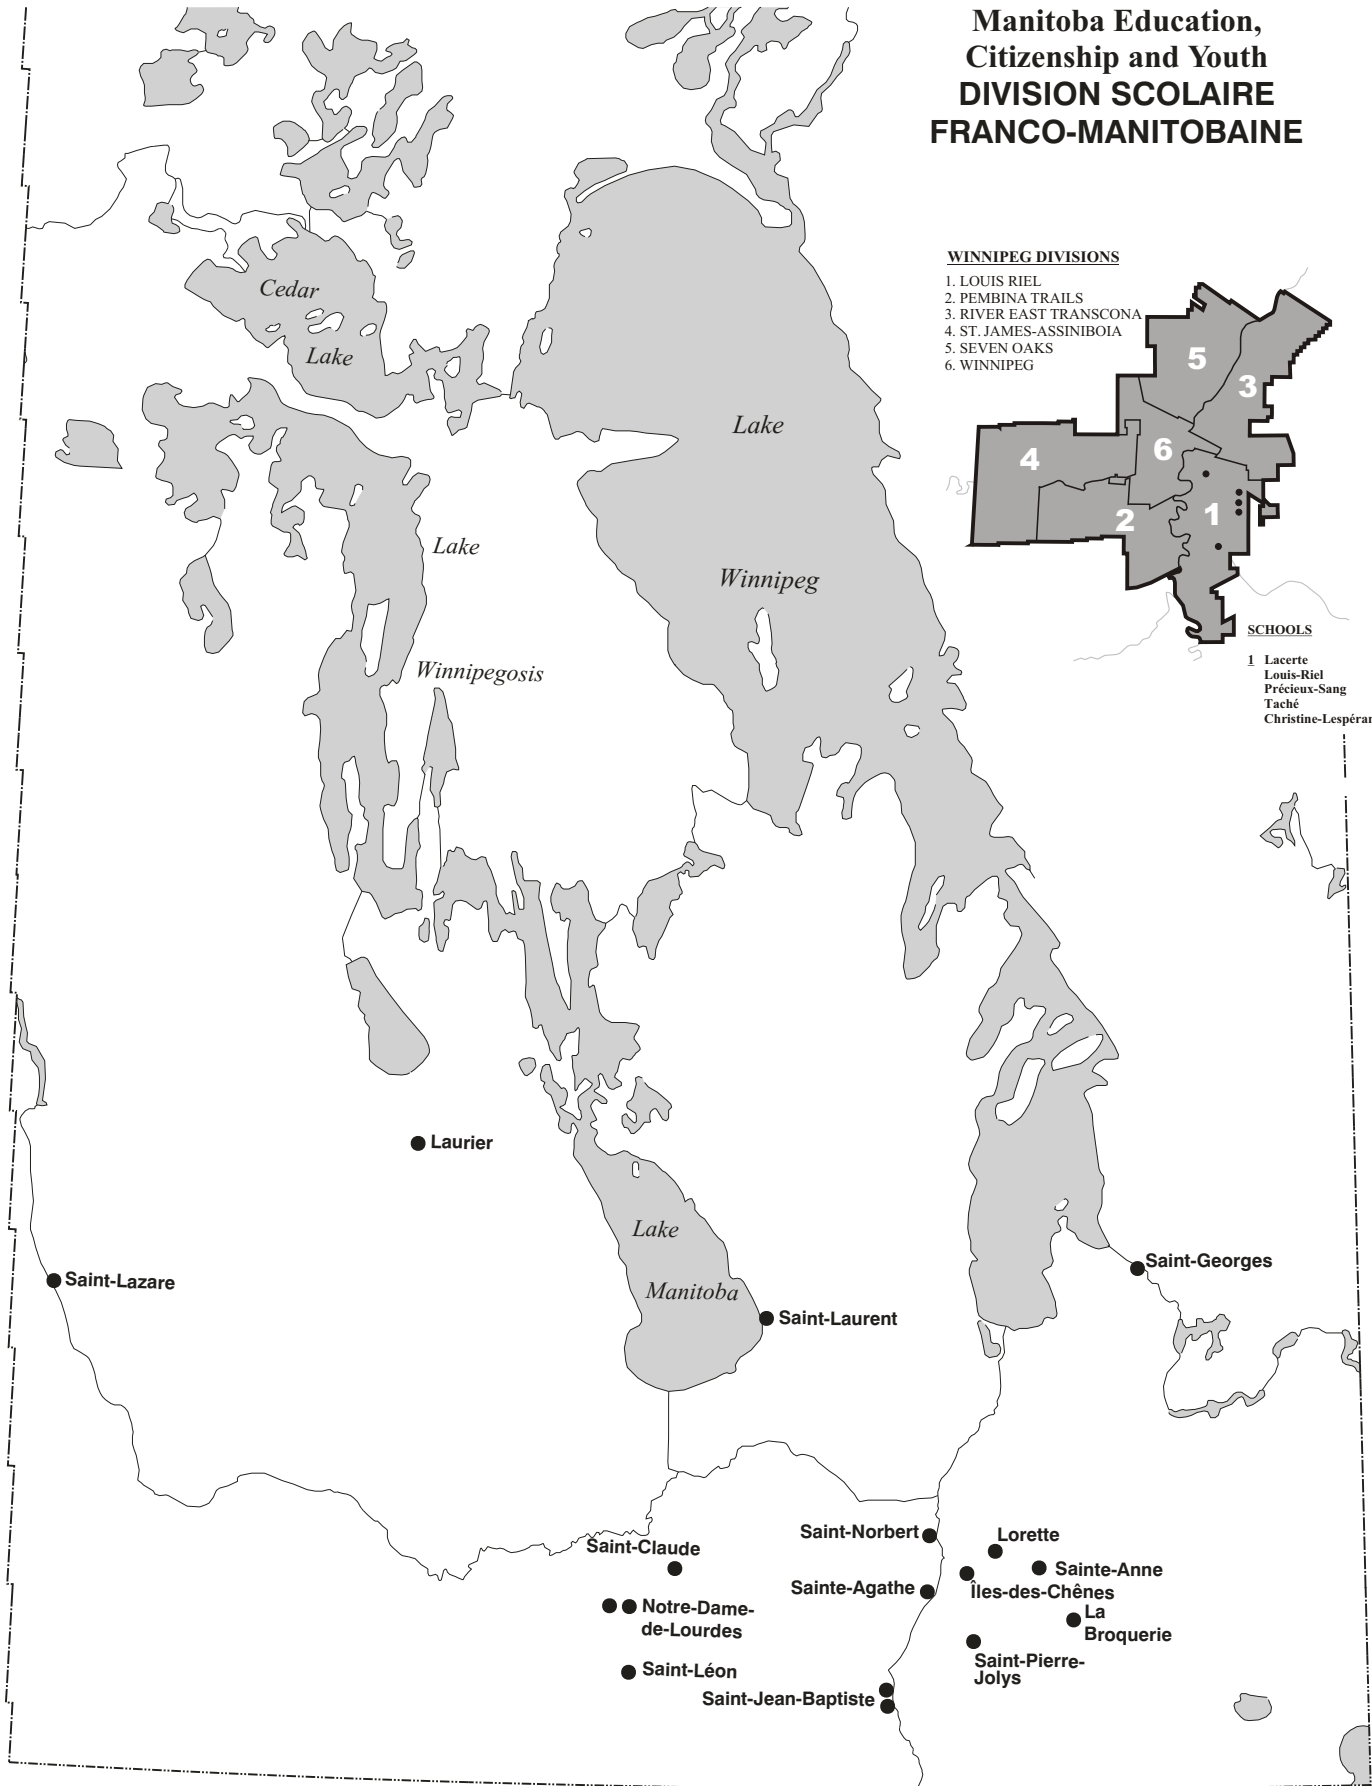 Manitoba Education,
Citizenship and Youth
DIVISION SCOLAIRE
FRANCO-MANITOBAINE
WINNIPEG DIVISIONS
1. LOUIS RIEL
2. PEMBINA TRAILS
3. RIVER EAST TRANSCONA
4. ST. JAMES-ASSINIBOIA
5. SEVEN OAKS
6. WINNIPEG
5
3
6
4
1
2
SCHOOLS
1 Lacerte
Louis-Riel
Précieux-Sang
Taché
Christine-Lespéran
Cedar
Lake
Lake
Winnipeg
Lake
Winnipegosis
Laurier
Lake
Manitoba
Saint-Lazare
Saint-Georges
Saint-Laurent
Saint-Norbert
Lorette
Saint-Claude
Sainte-Anne
Sainte-Agathe
Îles-des-Chênes
Notre-Dame-
de-Lourdes
La
Broquerie
Saint-Léon
Saint-Pierre-
Jolys
Saint-Jean-Baptiste